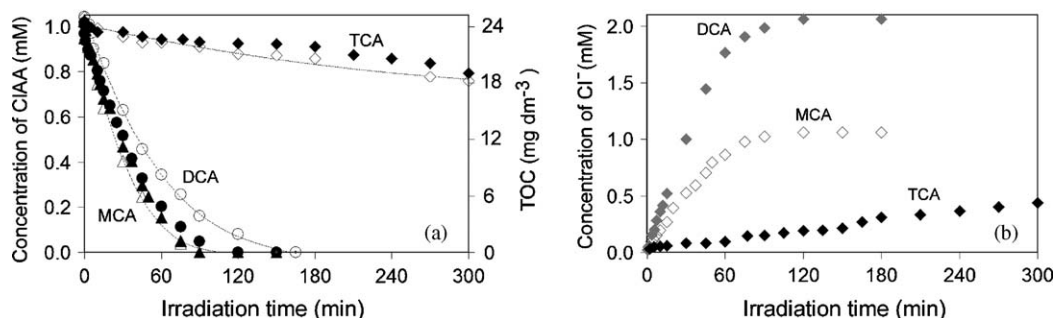 Concentration of ClAA (mM)
1.0
0.8
0.6
0.4
0.2
0.0
TCA
DCA
MCA
(a)
24
18
12
6
0
TOC (mg dm⁻³)
0 60 120 180 240 300
Irradiation time (min)
Concentration of Cl⁻ (mM)
2.0
1.5
1.0
0.5
0.0
DCA
MCA
TCA
(b)
0 60 120 180 240 300
Irradiation time (min)